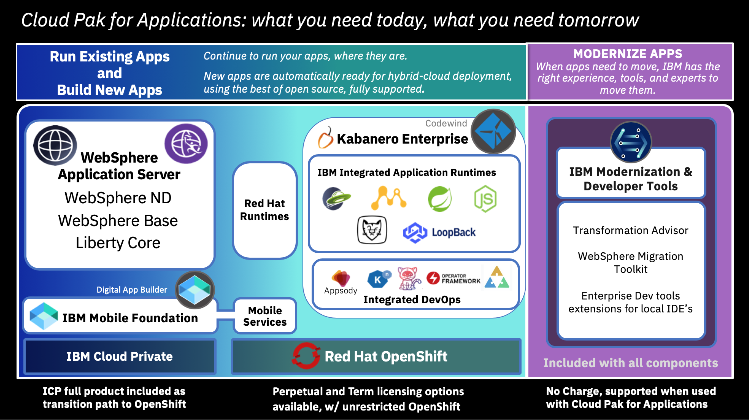 Cloud Pak for Applications: what you need today, what you need tomorrow
Run Existing Apps
and
Build New Apps
Continue to run your apps, where they are.
New apps are automatically ready for hybrid-cloud deployment,
using the best of open source, fully supported.
MODERNIZE APPS
When apps need to move, IBM has the
right experience, tools, and experts to
move them.
WebSphere
Application Server
WebSphere ND
WebSphere Base
Liberty Core
Digital App Builder
IBM Mobile Foundation
IBM Cloud Private
Red Hat
Runtimes
Mobile
Services
Codewind
Kabanero Enterprise
IBM Integrated Application Runtimes
JS
LoopBack
Appsody
K
OPERATOR
FRAMEWORK
Integrated DevOps
Red Hat OpenShift
IBM Modernization &
Developer Tools
Transformation Advisor
WebSphere Migration
Toolkit
Enterprise Dev tools
extensions for local IDE's
Included with all components
ICP full product included as
transition path to OpenShift
Perpetual and Term licensing options
available, w/ unrestricted OpenShift
No Charge, supported when used
with Cloud Pak for Applications